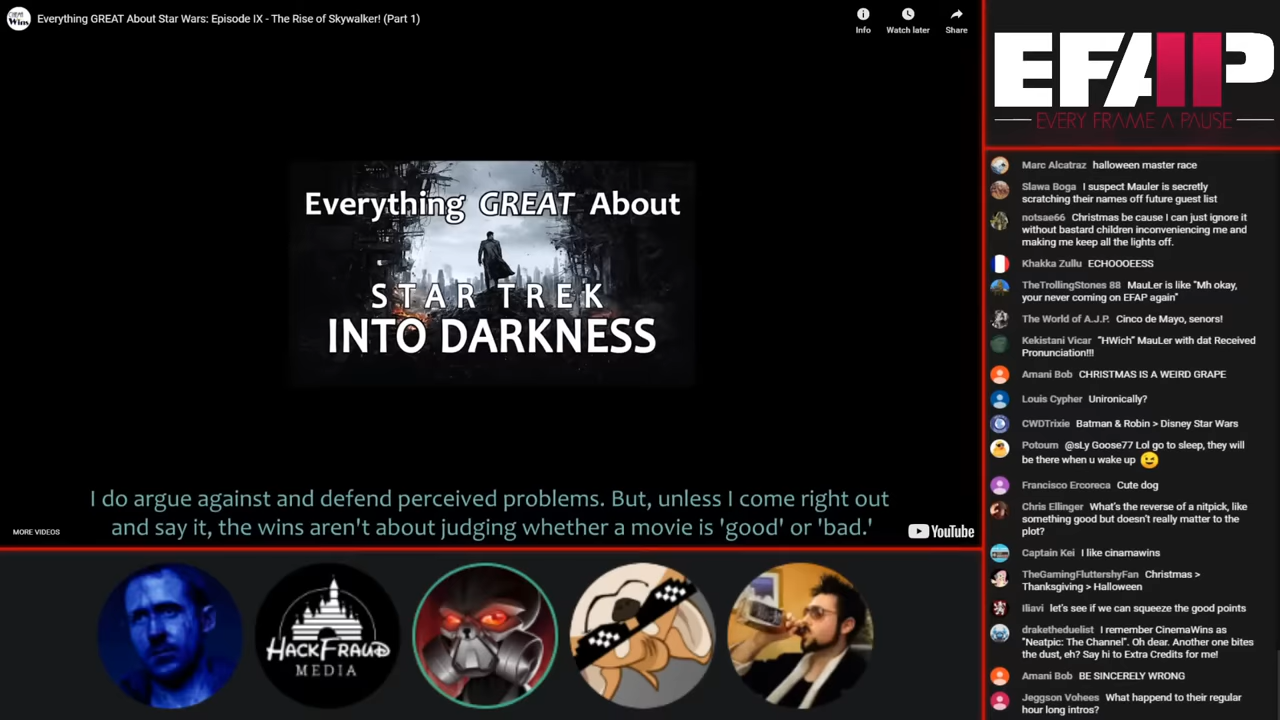 Everything GREAT About Star Wars: Episode IX - The Rise of Skywalker! (Part 1)
Info
Watch later
Share
Everything GREAT About
STAR TREK
INTO DARKNESS
I do argue against and defend perceived problems. But, unless I come right out
and say it, the wins aren't about judging whether a movie is 'good' or 'bad.'
MORE VIDEOS
YouTube
HACKFRAUD
MEDIA
EFAP
EVERY FRAME A PAUSE
Marc Alcatraz halloween master race
Slawa Boga I suspect Mauler is secretly
scratching their names off future guest list
notsae66 Christmas be cause I can just ignore it
without bastard children inconveniencing me and
making me keep all the lights off.
Khakka Zullu ECHOOOEESS
TheTrollingStones 88 MauLer is like "Mh okay,
your never coming on EFAP again"
The World of A.J.P. Cinco de Mayo, senors!
Kekistani Vicar "HWich" MauLer with dat Received
Pronunciation!!!
Amani Bob CHRISTMAS IS A WEIRD GRAPE
Louis Cypher Unironically?
CWDTrixie Batman & Robin > Disney Star Wars
Potoum @sLy Goose77 Lol go to sleep, they will
be there when u wake up 😉
Francisco Ercoreca Cute dog
Chris Ellinger What's the reverse of a nitpick, like
something good but doesn't really matter to the
plot?
Captain Kei I like cinamawins
TheGamingFluttershyFan Christmas >
Thanksgiving > Halloween
Iliavi let's see if we can squeeze the good points
draketheduelist I remember CinemaWins as
"Neatpic: The Channel". Oh dear. Another one bites
the dust, eh? Say hi to Extra Credits for me!
Amani Bob BE SINCERELY WRONG
Jeggson Vohees What happend to their regular
hour long intros?